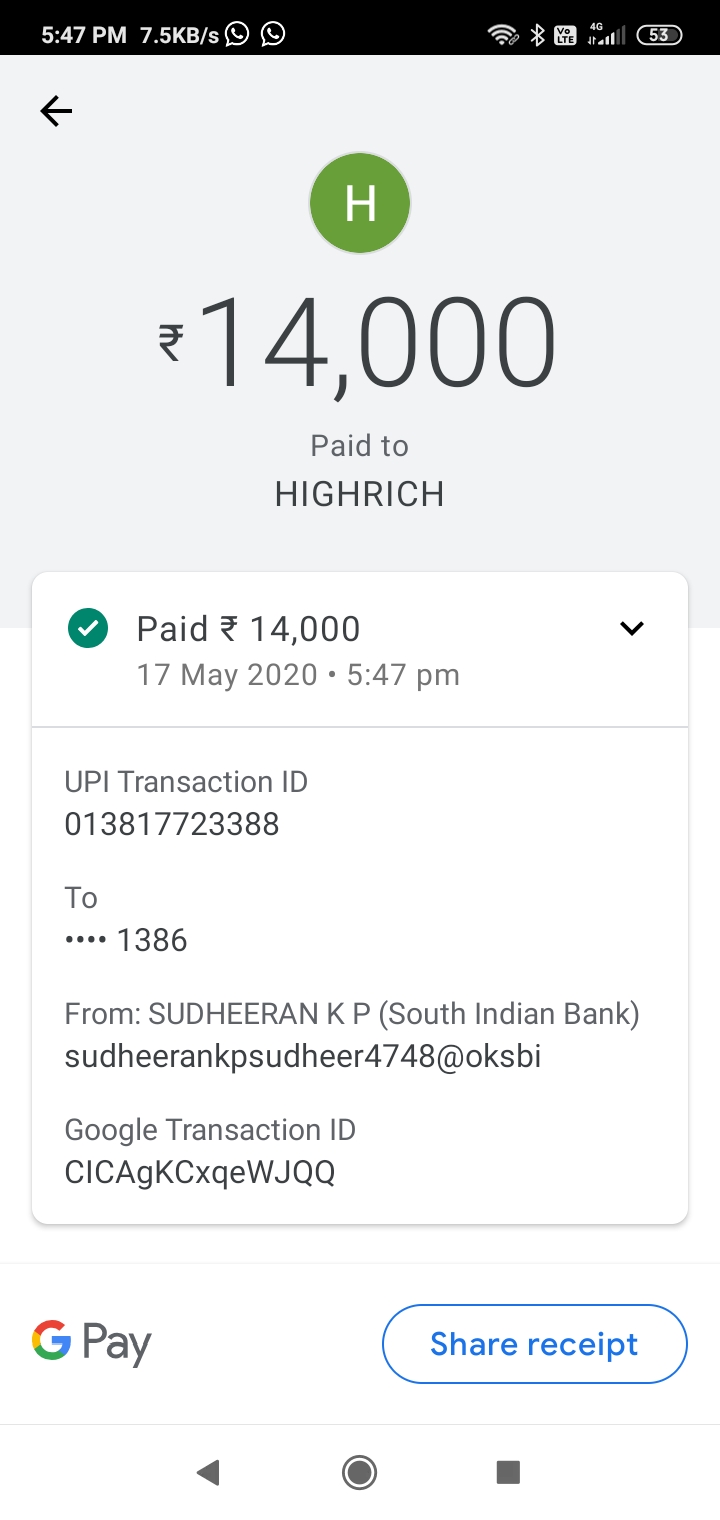 5:47 PM 7.5KB/s Vo LTE 4G 53
H
₹14,000
Paid to
HIGHRICH
Paid ₹ 14,000
17 May 2020 • 5:47 pm
UPI Transaction ID
013817723388
To
•••• 1386
From: SUDHEERAN K P (South Indian Bank)
sudheerankpsudheer4748@oksbi
Google Transaction ID
CICAgKCxqeWJQQ
G Pay
Share receipt